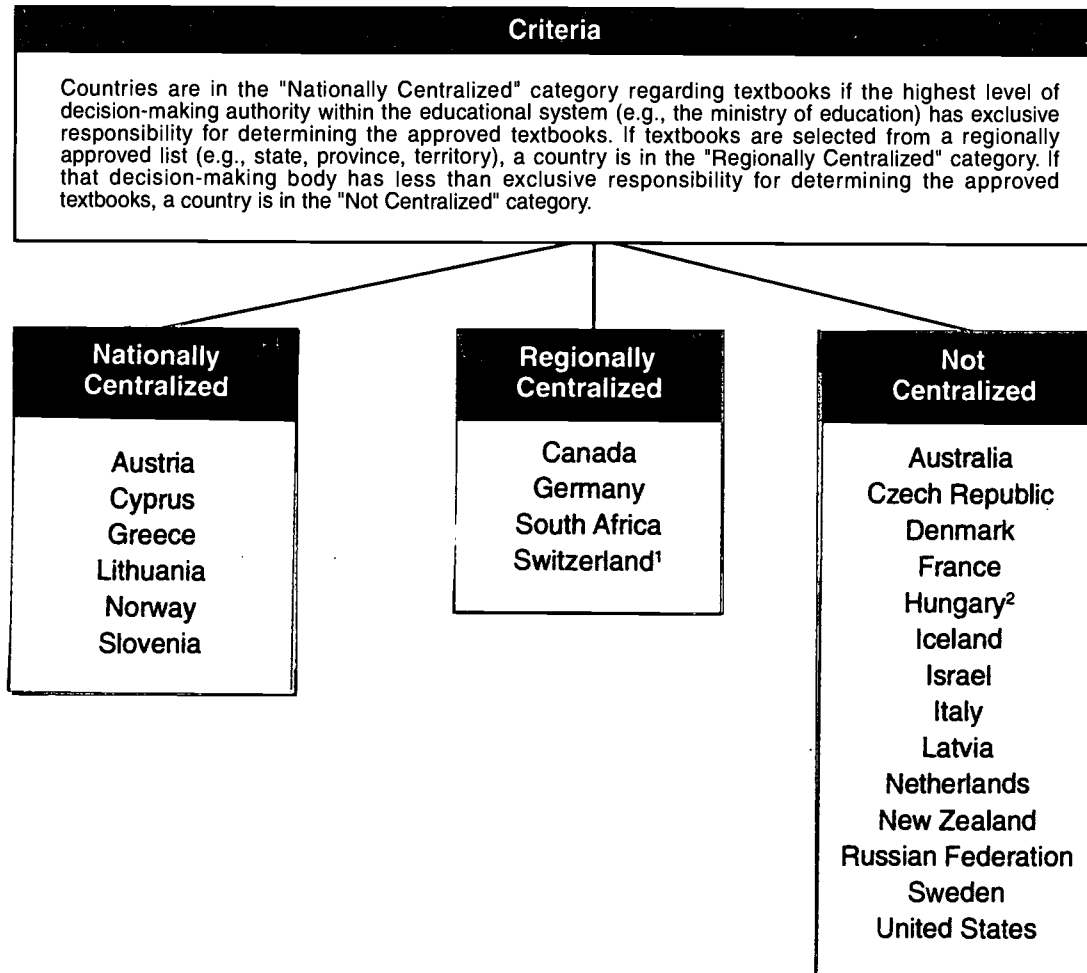 Criteria
Countries are in the "Nationally Centralized" category regarding textbooks if the highest level of
decision-making authority within the educational system (e.g., the ministry of education) has exclusive
responsibility for determining the approved textbooks. If textbooks are selected from a regionally
approved list (e.g., state, province, territory), a country is in the "Regionally Centralized" category. If
that decision-making body has less than exclusive responsibility for determining the approved
textbooks, a country is in the "Not Centralized" category.
Nationally
Centralized
Austria
Cyprus
Greece
Lithuania
Norway
Slovenia
Regionally
Centralized
Canada
Germany
South Africa
Switzerland¹
Not
Centralized
Australia
Czech Republic
Denmark
France
Hungary²
Iceland
Israel
Italy
Latvia
Netherlands
New Zealand
Russian Federation
Sweden
United States